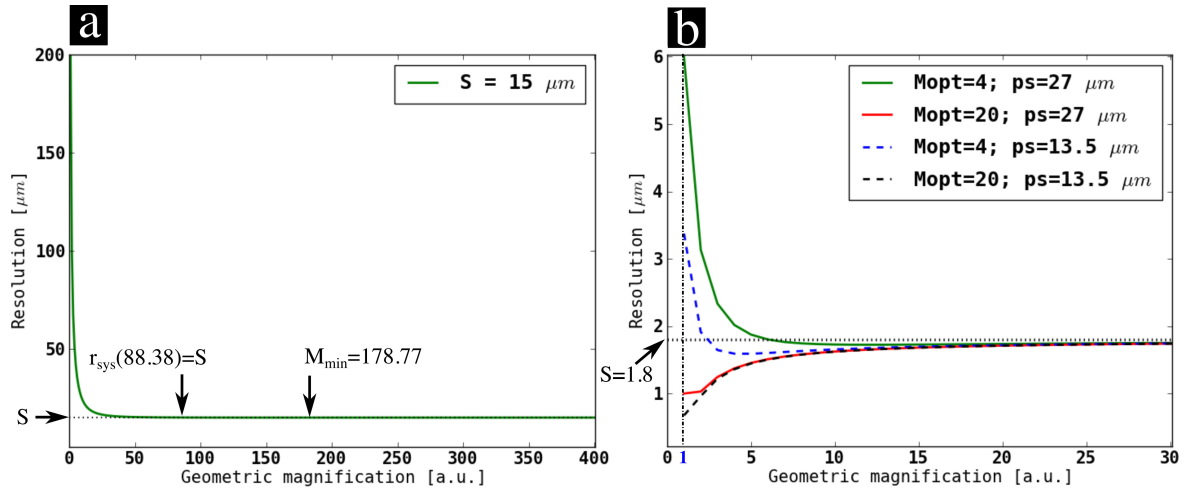 a
200
150
100
50
Resolution [μm]
S = 15 μm
r_sys(88.38)=S
M_min=178.77
S
0 50 100 150 200 250 300 350 400
Geometric magnification [a.u.]
b
6
5
4
3
2
1
Resolution [μm]
Mopt=4; ps=27 μm
Mopt=20; ps=27 μm
Mopt=4; ps=13.5 μm
Mopt=20; ps=13.5 μm
S=1.8
0 1 5 10 15 20 25 30
Geometric magnification [a.u.]